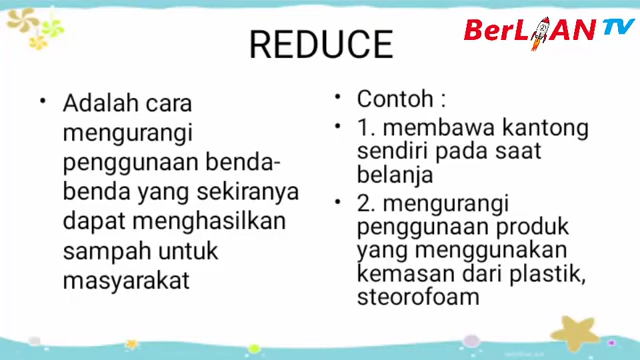 BerLIAN TV
REDUCE
• Adalah cara
mengurangi
penggunaan benda-
benda yang sekiranya
dapat menghasilkan
sampah untuk
masyarakat
• Contoh :
• 1. membawa kantong
sendiri pada saat
belanja
• 2. mengurangi
penggunaan produk
yang menggunakan
kemasan dari plastik,
steorofoam